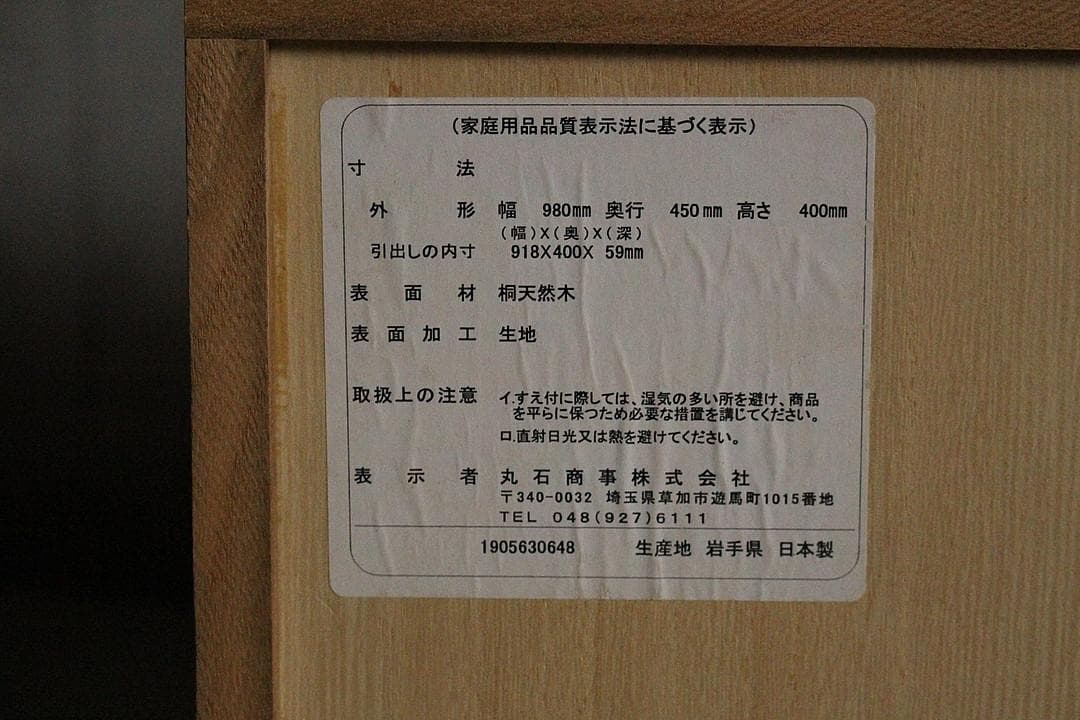 (家庭用品品質表示法に基づく表示)
寸法
外形 幅 980mm 奥行 450mm 高さ 400mm
(幅)X(奥)X(深)
引出しの内寸 918X400X 59mm
表面材 桐天然木
表面加工 生地
取扱上の注意 イ.すえ付に際しては、湿気の多い所を避け、商品
を平らに保つため必要な措置を講じてください。
ロ.直射日光又は熱を避けてください。
表示者 丸石商事株式会社
〒340-0032 埼玉県草加市遊馬町1015番地
TEL 048(927)6111
1905630648 生産地 岩手県 日本製